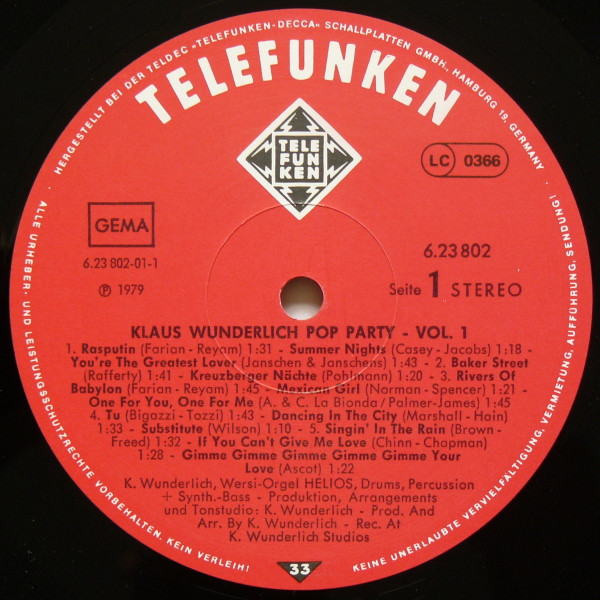 HERGESTELLT BEI DER TELDEC »TELEFUNKEN-DECCA« SCHALLPLATTEN GMBH., HAMBURG 19, GERMANY
TELEFUNKEN
TELE
FUN
KEN
LC 0366
GEMA
6.23 802-01-1
℗ 1979
6.23 802
Seite 1 STEREO
KLAUS WUNDERLICH POP PARTY - VOL. 1
1. Rasputin (Farian - Reyam) 1:31 - Summer Nights (Casey - Jacobs) 1:18 -
You're The Greatest Lover (Janschen & Janschens) 1:43 - 2. Baker Street
(Rafferty) 1:41 - Kreuzberger Nächte (Pohlmann) 1:20 - 3. Rivers Of
Babylon (Farian - Reyam) 1:45 - Mexican Girl (Norman - Spencer) 1:21 -
One For You, One For Me (A. & C. La Bionda/Palmer-James) 1:45
4. Tu (Bigazzi - Tozzi) 1:43 - Dancing In The City (Marshall - Hain)
1:33 - Substitute (Wilson) 1:10 - 5. Singin' In The Rain (Brown -
Freed) 1:32 - If You Can't Give Me Love (Chinn - Chapman)
1:28 - Gimme Gimme Gimme Gimme Gimme Your
Love (Ascot) 1:22
K. Wunderlich, Wersi-Orgel HELIOS, Drums, Percussion
+ Synth.-Bass - Produktion, Arrangements
und Tonstudio: K. Wunderlich - Prod. And
Arr. By K. Wunderlich - Rec. At
K. Wunderlich Studios
33
ALLE URHEBER- UND LEISTUNGSSCHUTZRECHTE VORBEHALTEN. KEIN VERLEIH! KEINE UNERLAUBTE VERVIELFÄLTIGUNG, VERMIETUNG, AUFFÜHRUNG, SENDUNG!